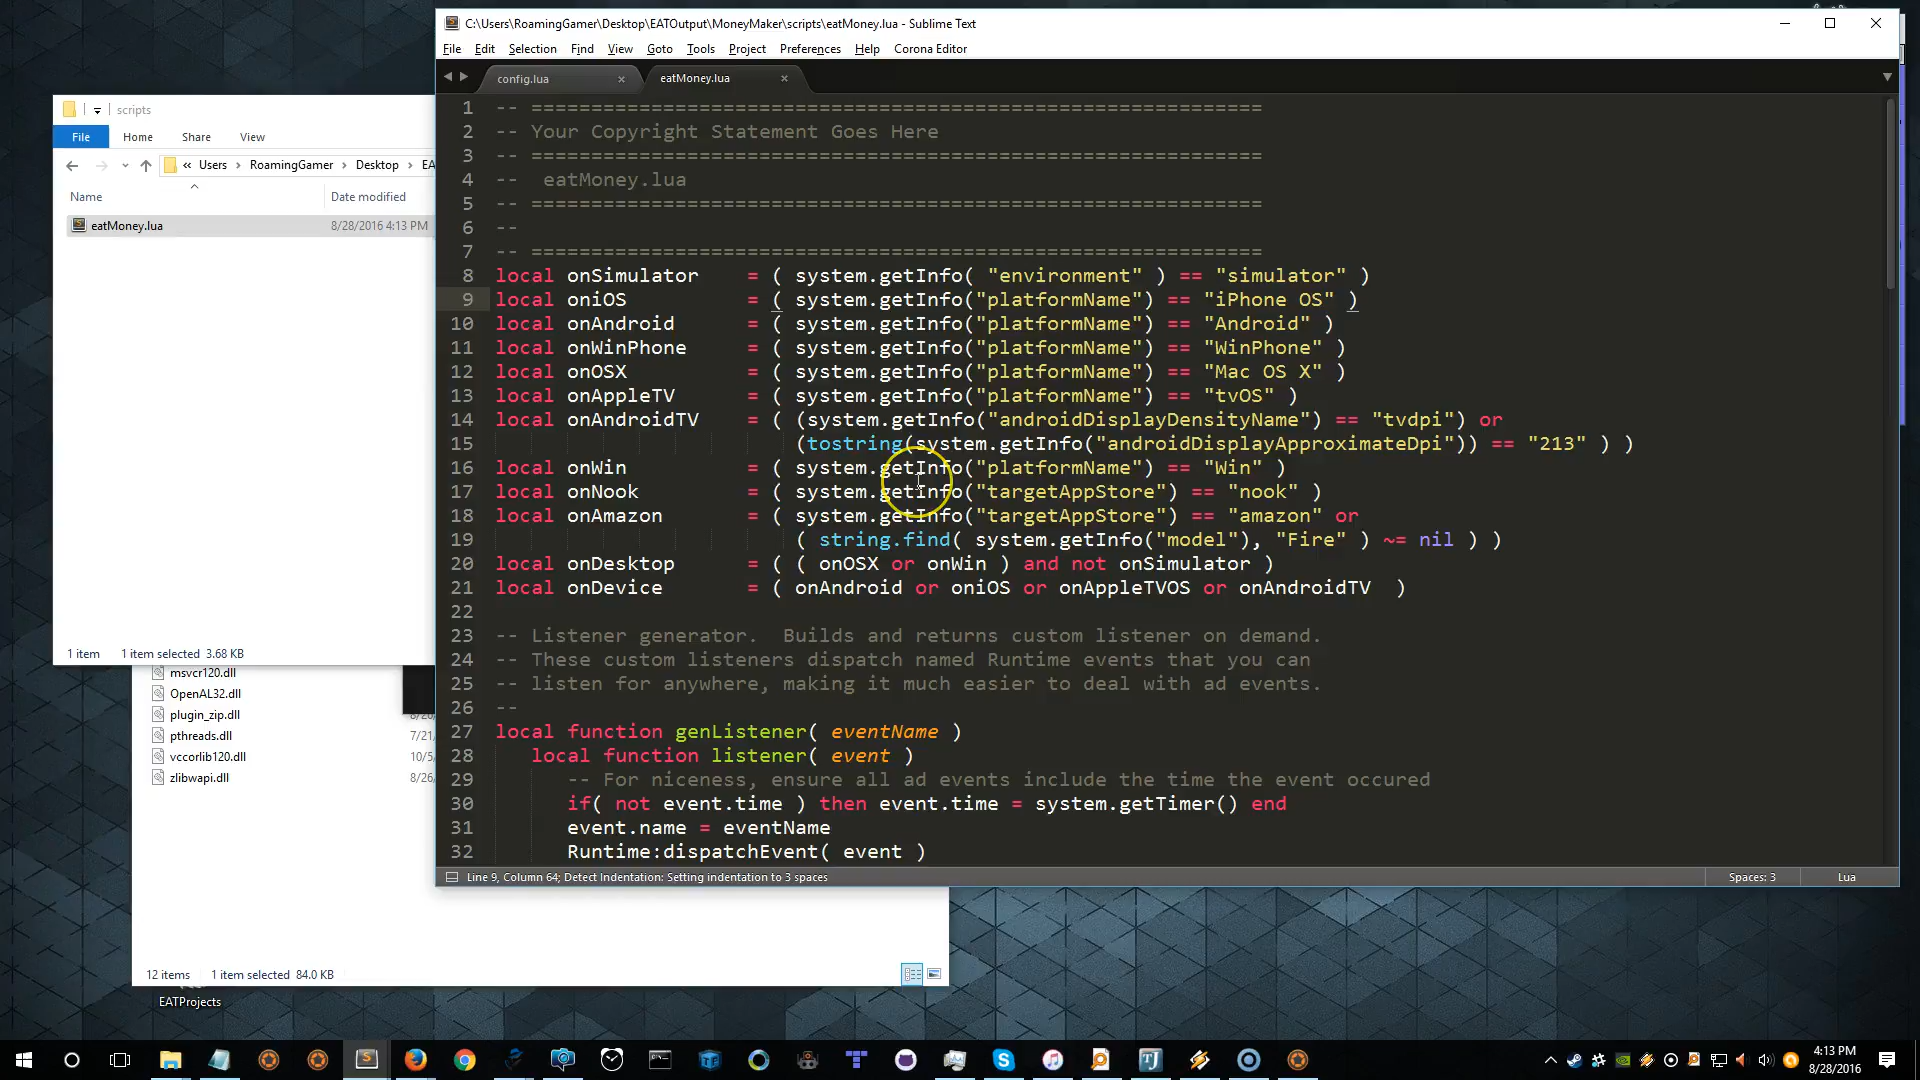 C:\Users\RoamingGamer\Desktop\EATOutput\MoneyMaker\scripts\eatMoney.lua - Sublime Text
File Edit Selection Find View Goto Tools Project Preferences Help Corona Editor
config.lua
eatMoney.lua
1 -- =============================================================
2 -- Your Copyright Statement Goes Here
3 -- =============================================================
4 --  eatMoney.lua
5 -- =============================================================
6 --
7 -- =============================================================
8 local onSimulator = ( system.getInfo( "environment" ) == "simulator" )
9 local oniOS = ( system.getInfo("platformName") == "iPhone OS" )
10 local onAndroid = ( system.getInfo("platformName") == "Android" )
11 local onWinPhone = ( system.getInfo("platformName") == "WinPhone" )
12 local onOSX = ( system.getInfo("platformName") == "Mac OS X" )
13 local onAppleTV = ( system.getInfo("platformName") == "tvOS" )
14 local onAndroidTV = ( (system.getInfo("androidDisplayDensityName") == "tvdpi") or
15 (tostring(system.getInfo("androidDisplayApproximateDpi")) == "213" ) )
16 local onWin = ( system.getInfo("platformName") == "Win" )
17 local onNook = ( system.getInfo("targetAppStore") == "nook" )
18 local onAmazon = ( system.getInfo("targetAppStore") == "amazon" or
19 ( string.find( system.getInfo("model"), "Fire" ) ~= nil ) )
20 local onDesktop = ( ( onOSX or onWin ) and not onSimulator )
21 local onDevice = ( onAndroid or oniOS or onAppleTVOS or onAndroidTV  )
22
23 -- Listener generator.  Builds and returns custom listener on demand.
24 -- These custom listeners dispatch named Runtime events that you can
25 -- listen for anywhere, making it much easier to deal with ad events.
26 --
27 local function genListener( eventName )
28 local function listener( event )
29 -- For niceness, ensure all ad events include the time the event occured
30 if( not event.time ) then event.time = system.getTimer() end
31 event.name = eventName
32 Runtime:dispatchEvent( event )
Line 9, Column 64; Detect Indentation: Setting indentation to 3 spaces
Spaces: 3
Lua
scripts
File Home Share View
« Users › RoamingGamer › Desktop › EA
Name Date modified
eatMoney.lua 8/28/2016 4:13 PM
1 item 1 item selected 3.68 KB
msvcr120.dll
OpenAL32.dll
plugin_zip.dll
pthreads.dll 7/21
vccorlib120.dll 10/5
zlibwapi.dll 8/26
12 items 1 item selected 84.0 KB
EATProjects
4:13 PM
8/28/2016